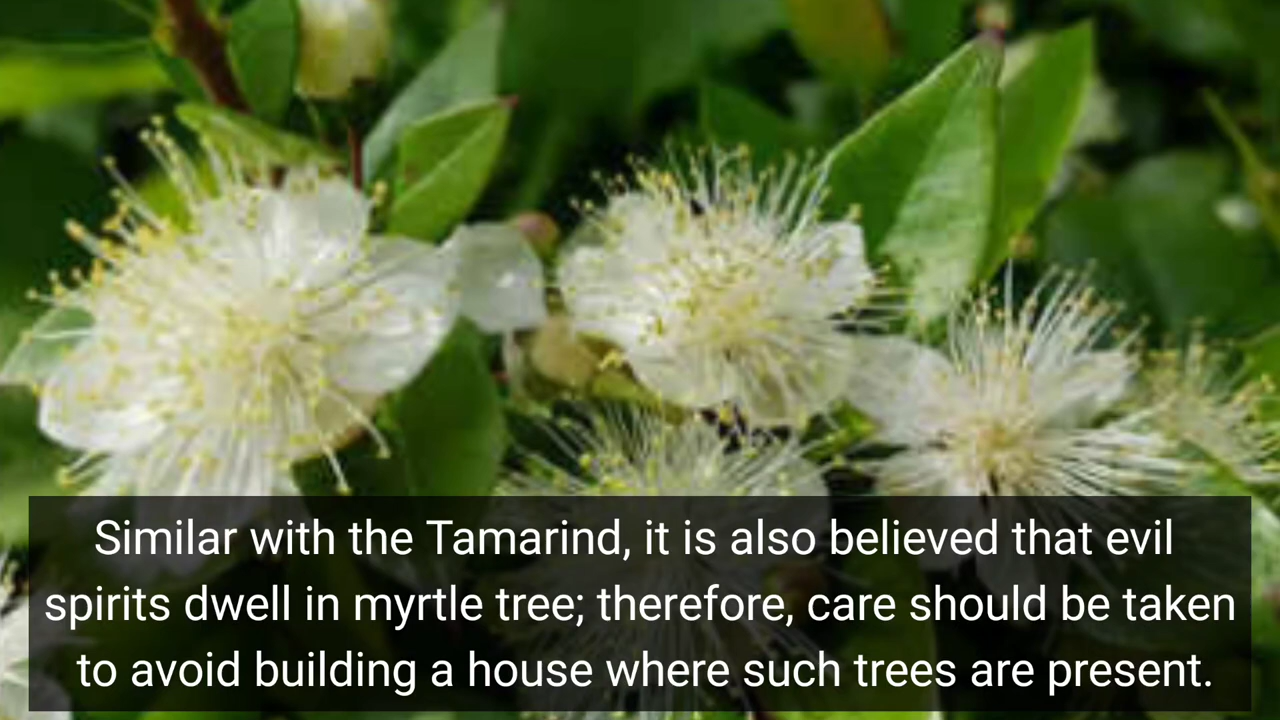 Similar with the Tamarind, it is also believed that evil
spirits dwell in myrtle tree; therefore, care should be taken
to avoid building a house where such trees are present.